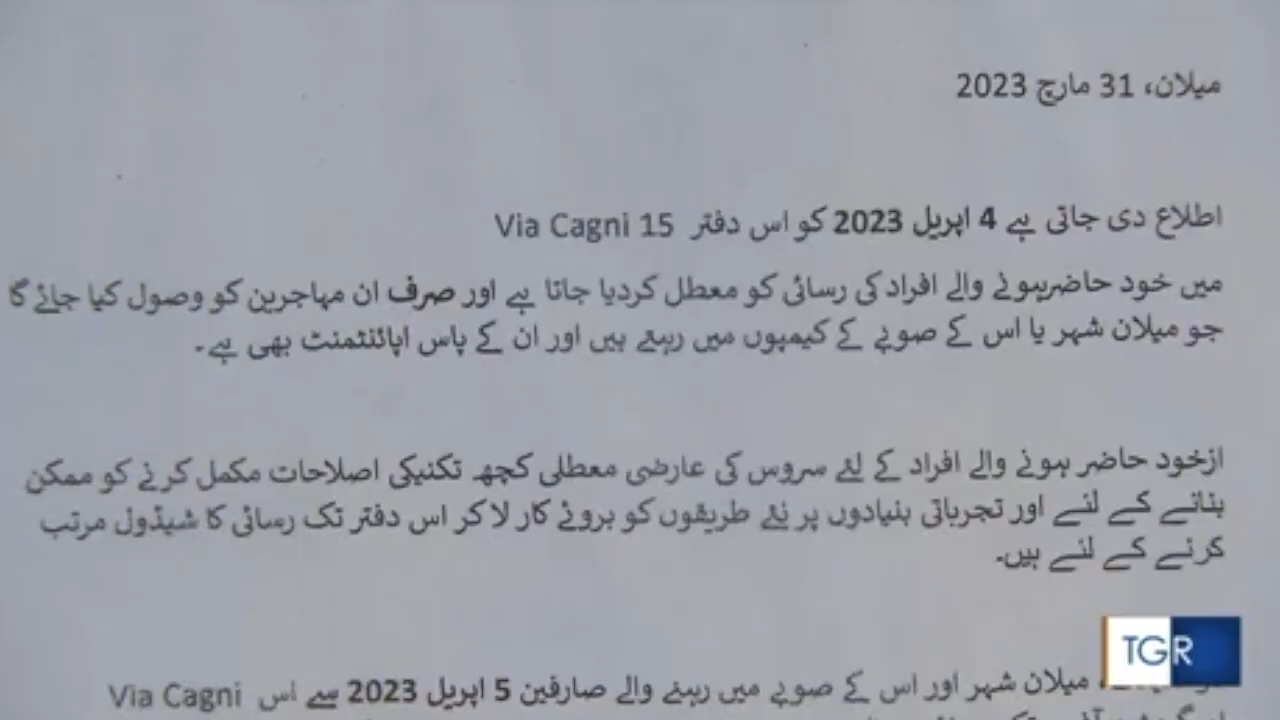 میلان، 31 مارچ 2023
اطلاع دی جاتی ہے 4 اپریل 2023 کو اس دفتر Via Cagni 15
میں خود حاضرہونے والے افراد کی رسائی کو معطل کردیا جاتا ہے اور صرف ان مہاجرین کو وصول کیا جائے گا
جو میلان شہر یا اس کے صوبے کے کیمپوں میں رہتے ہیں اور ان کے پاس اپائنٹمنٹ بھی ہے۔
ازخود حاضر ہونے والے افراد کے لئے سروس کی عارضی معطلی کچھ تکنیکی اصلاحات مکمل کرنے کو ممکن
بنانے کے لئے اور تجرباتی بنیادوں پر نئے طریقوں کو بروئے کار لا کر اس دفتر تک رسائی کا شیڈول مرتب
کرنے کے لئے ہیں۔
میلان شہر اور اس کے صوبے میں رہنے والے صارفین 5 اپریل 2023 سے اس Via Cagni
TGR